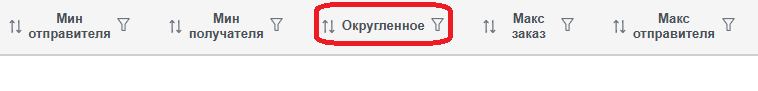 Мин отправителя
Мин получателя
Округленное
Макс заказ
Макс отправителя